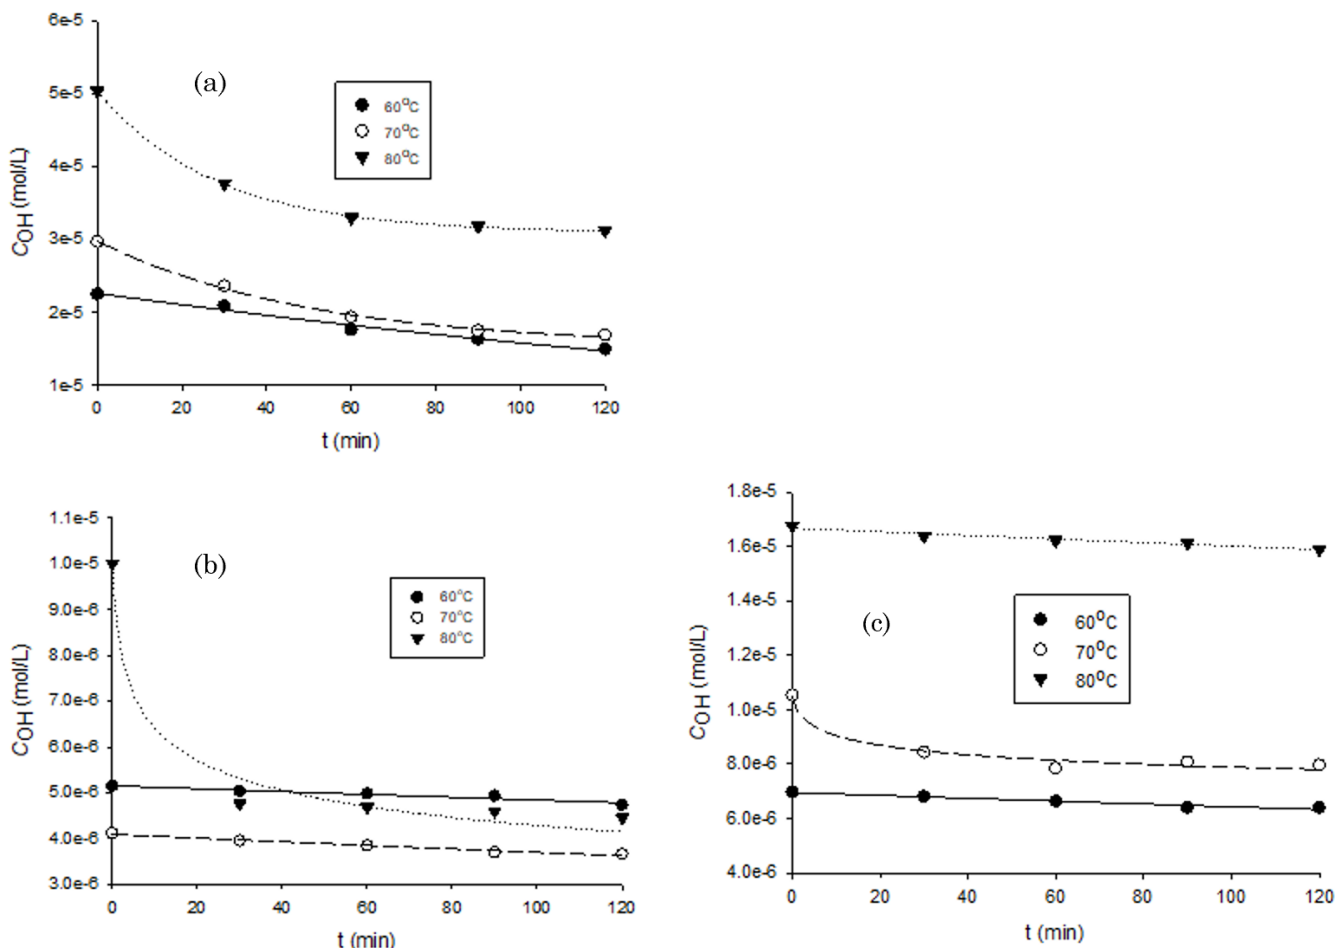 6e-5
5e-5
4e-5
3e-5
2e-5
1e-5
C_OH (mol/L)
(a)
60°C
70°C
80°C
0 20 40 60 80 100 120
t (min)
1.1e-5
1.0e-5
9.0e-6
8.0e-6
7.0e-6
6.0e-6
5.0e-6
4.0e-6
3.0e-6
C_OH (mol/L)
(b)
60°C
70°C
80°C
0 20 40 60 80 100 120
t (min)
1.8e-5
1.6e-5
1.4e-5
1.2e-5
1.0e-5
8.0e-6
6.0e-6
4.0e-6
C_OH (mol/L)
(c)
60°C
70°C
80°C
0 20 40 60 80 100 120
t (min)